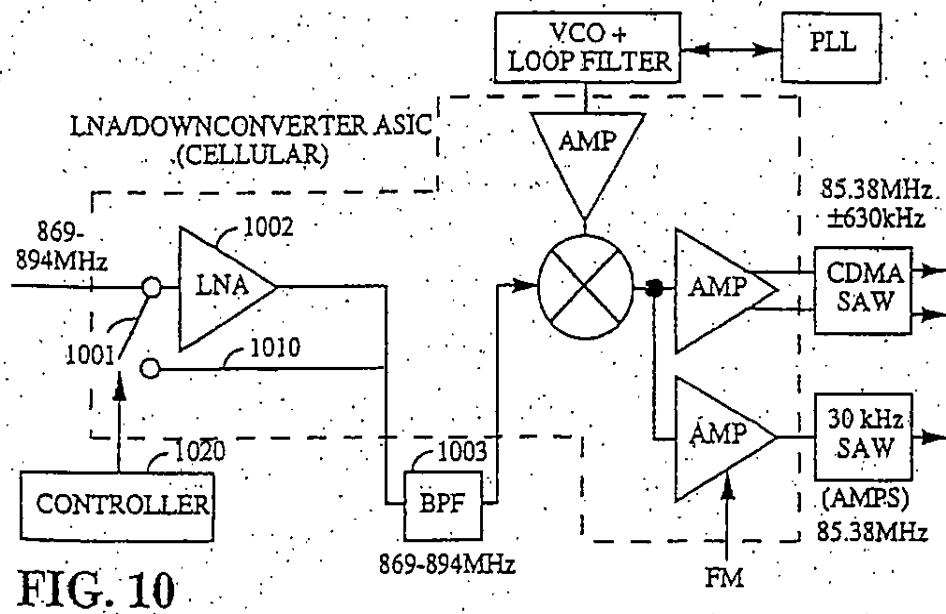 VCO +
LOOP FILTER
PLL
LNA/DOWNCONVERTER ASIC
(CELLULAR)
AMP
85.38MHz
±630kHz
869-
894MHz
1002
LNA
AMP
CDMA
SAW
1001
1010
1020
1003
AMP
30 kHz
SAW
CONTROLLER
BPF
(AMPS)
85.38MHz
869-894MHz
FM
FIG. 10